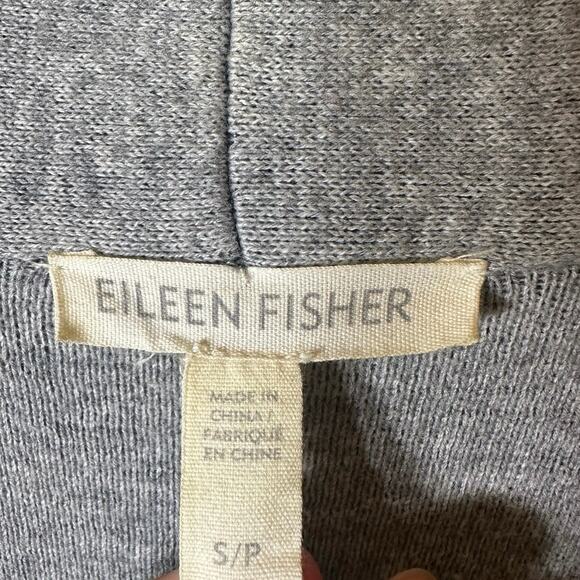 EILEEN FISHER
MADE IN
CHINA /
FABRIQUÉ
EN CHINE
S/P